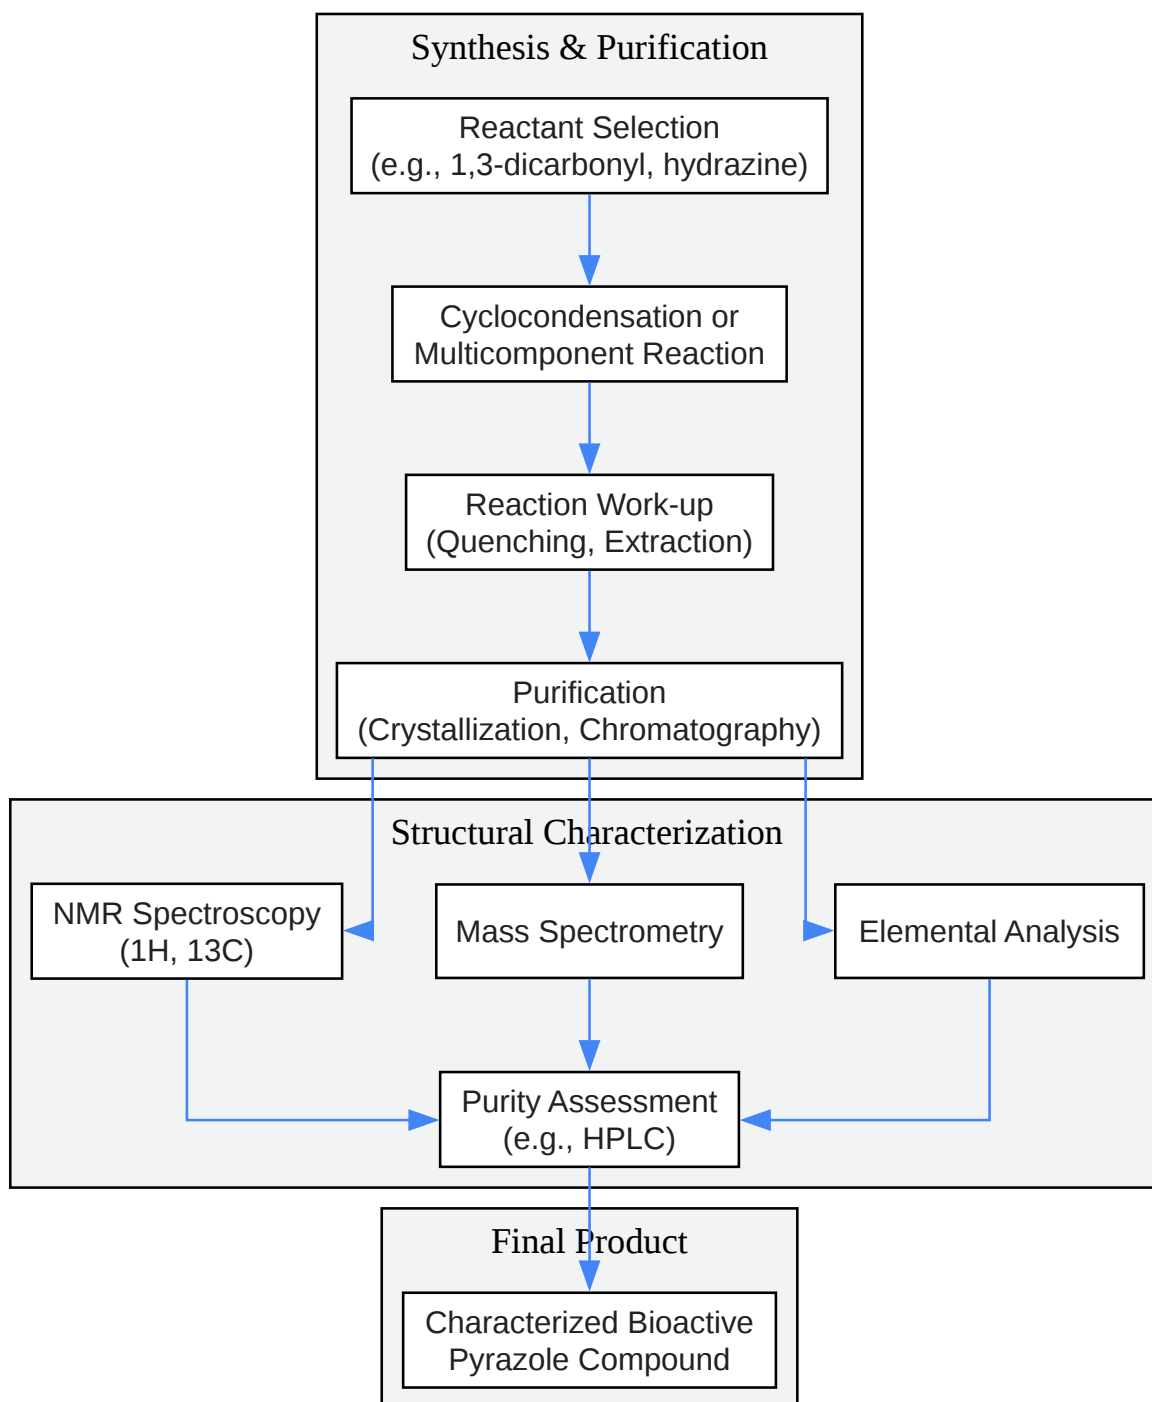 Synthesis & Purification
Reactant Selection
(e.g., 1,3-dicarbonyl, hydrazine)
Cyclocondensation or
Multicomponent Reaction
Reaction Work-up
(Quenching, Extraction)
Purification
(Crystallization, Chromatography)
Structural Characterization
NMR Spectroscopy
(1H, 13C)
Mass Spectrometry
Elemental Analysis
Purity Assessment
(e.g., HPLC)
Final Product
Characterized Bioactive
Pyrazole Compound